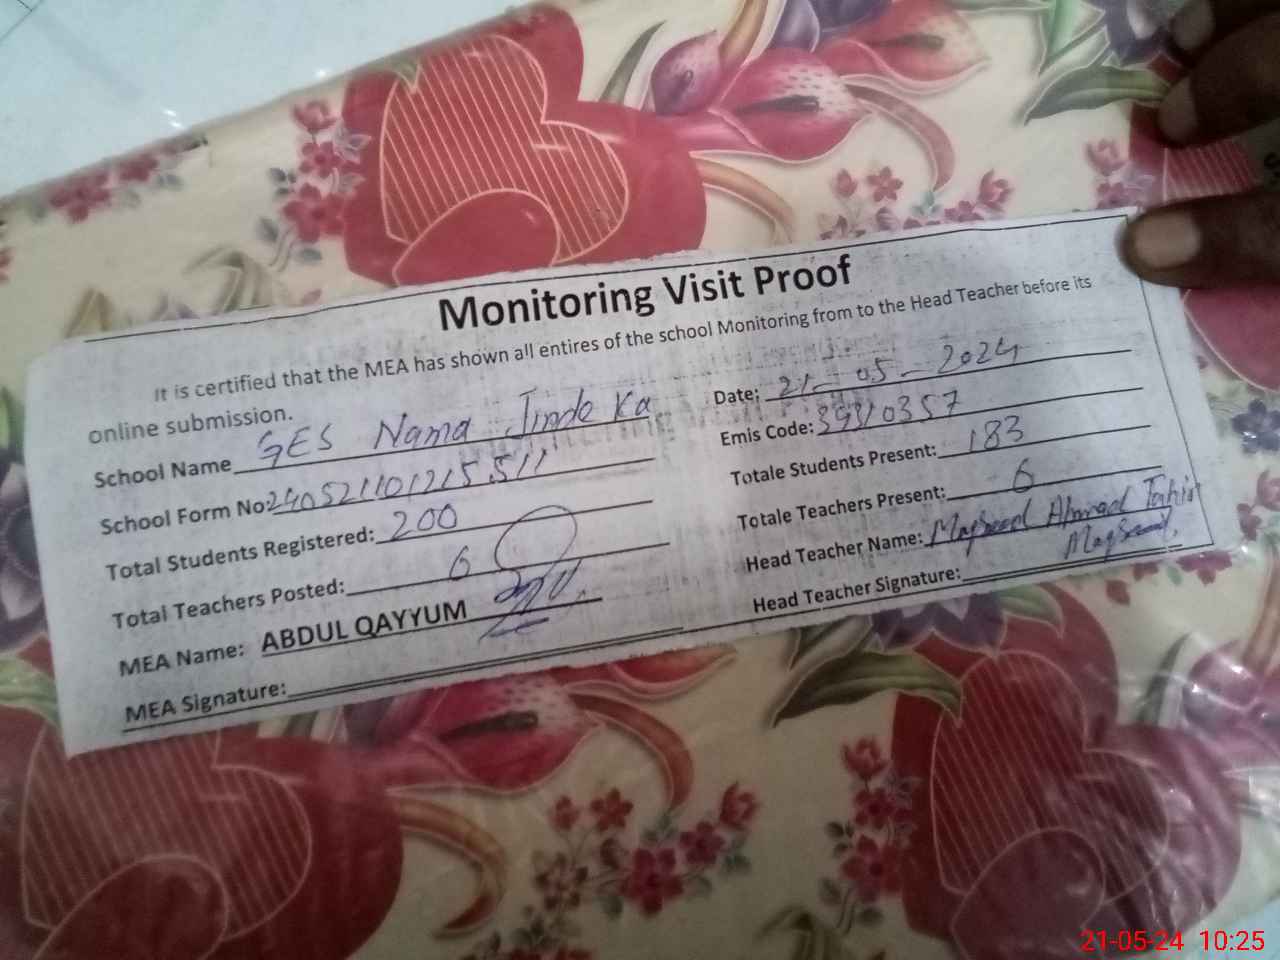 Monitoring Visit Proof
It is certified that the MEA has shown all entires of the school Monitoring from to the Head Teacher before its
online submission.
School Name GES Nama Jinde Ka
Date: 21-05-2024
School Form No: 240521101215511
Emis Code: 39310357
Total Students Registered: 200
Totale Students Present: 183
Total Teachers Posted: 6
Totale Teachers Present: 6
MEA Name: ABDUL QAYYUM
Head Teacher Name: Maqsood Ahmad Tahir
MEA Signature:
Head Teacher Signature: Maqsood
21-05-24 10:25